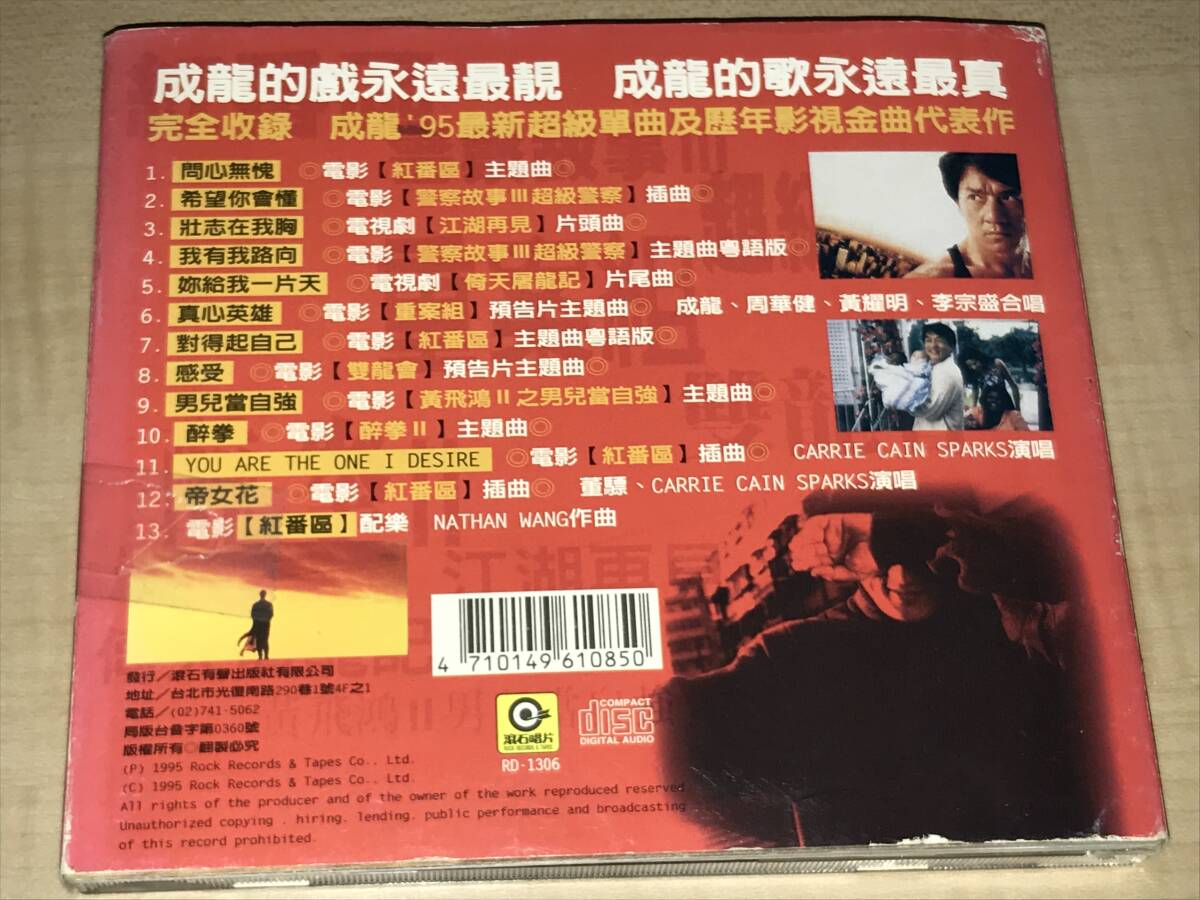 成龍的戲永遠最靚 成龍的歌永遠最真
完全收錄 成龍'95最新超級單曲及歷年影視金曲代表作
1. 問心無愧 ◎電影【紅番區】主題曲◎
2. 希望你會懂 ◎電影【警察故事III超級警察】插曲◎
3. 壯志在我胸 ◎電視劇【江湖再見】片頭曲◎
4. 我有我路向 ◎電影【警察故事III超級警察】主題曲粵語版◎
5. 妳給我一片天 ◎電視劇【倚天屠龍記】片尾曲◎
6. 真心英雄 ◎電影【重案組】預告片主題曲◎ 成龍、周華健、黃耀明、李宗盛合唱
7. 對得起自己 ◎電影【紅番區】主題曲粵語版◎
8. 感受 ◎電影【雙龍會】預告片主題曲◎
9. 男兒當自強 ◎電影【黃飛鴻II之男兒當自強】主題曲◎
10. 醉拳 ◎電影【醉拳II】主題曲◎
11. YOU ARE THE ONE I DESIRE ◎電影【紅番區】插曲◎ CARRIE CAIN SPARKS演唱
12. 帝女花 ◎電影【紅番區】插曲◎ 董驃、CARRIE CAIN SPARKS演唱
13. 電影【紅番區】配樂 NATHAN WANG作曲
江湖再見
4 710149 610850
發行／滾石有聲出版社有限公司
地址／台北市光復南路290巷1號4F之1
電話／(02)741-5062
局版台音字第0360號
版權所有◎翻製必究
(P) 1995 Rock Records & Tapes Co., Ltd.
(C) 1995 Rock Records & Tapes Co., Ltd.
All rights of the producer and of the owner of the work reproduced reserved
Unauthorized copying , hiring, lending, public performance and broadcasting
of this record prohibited.
滾石唱片
ROCK RECORDS & TAPES
RD-1306
COMPACT
disc
DIGITAL AUDIO